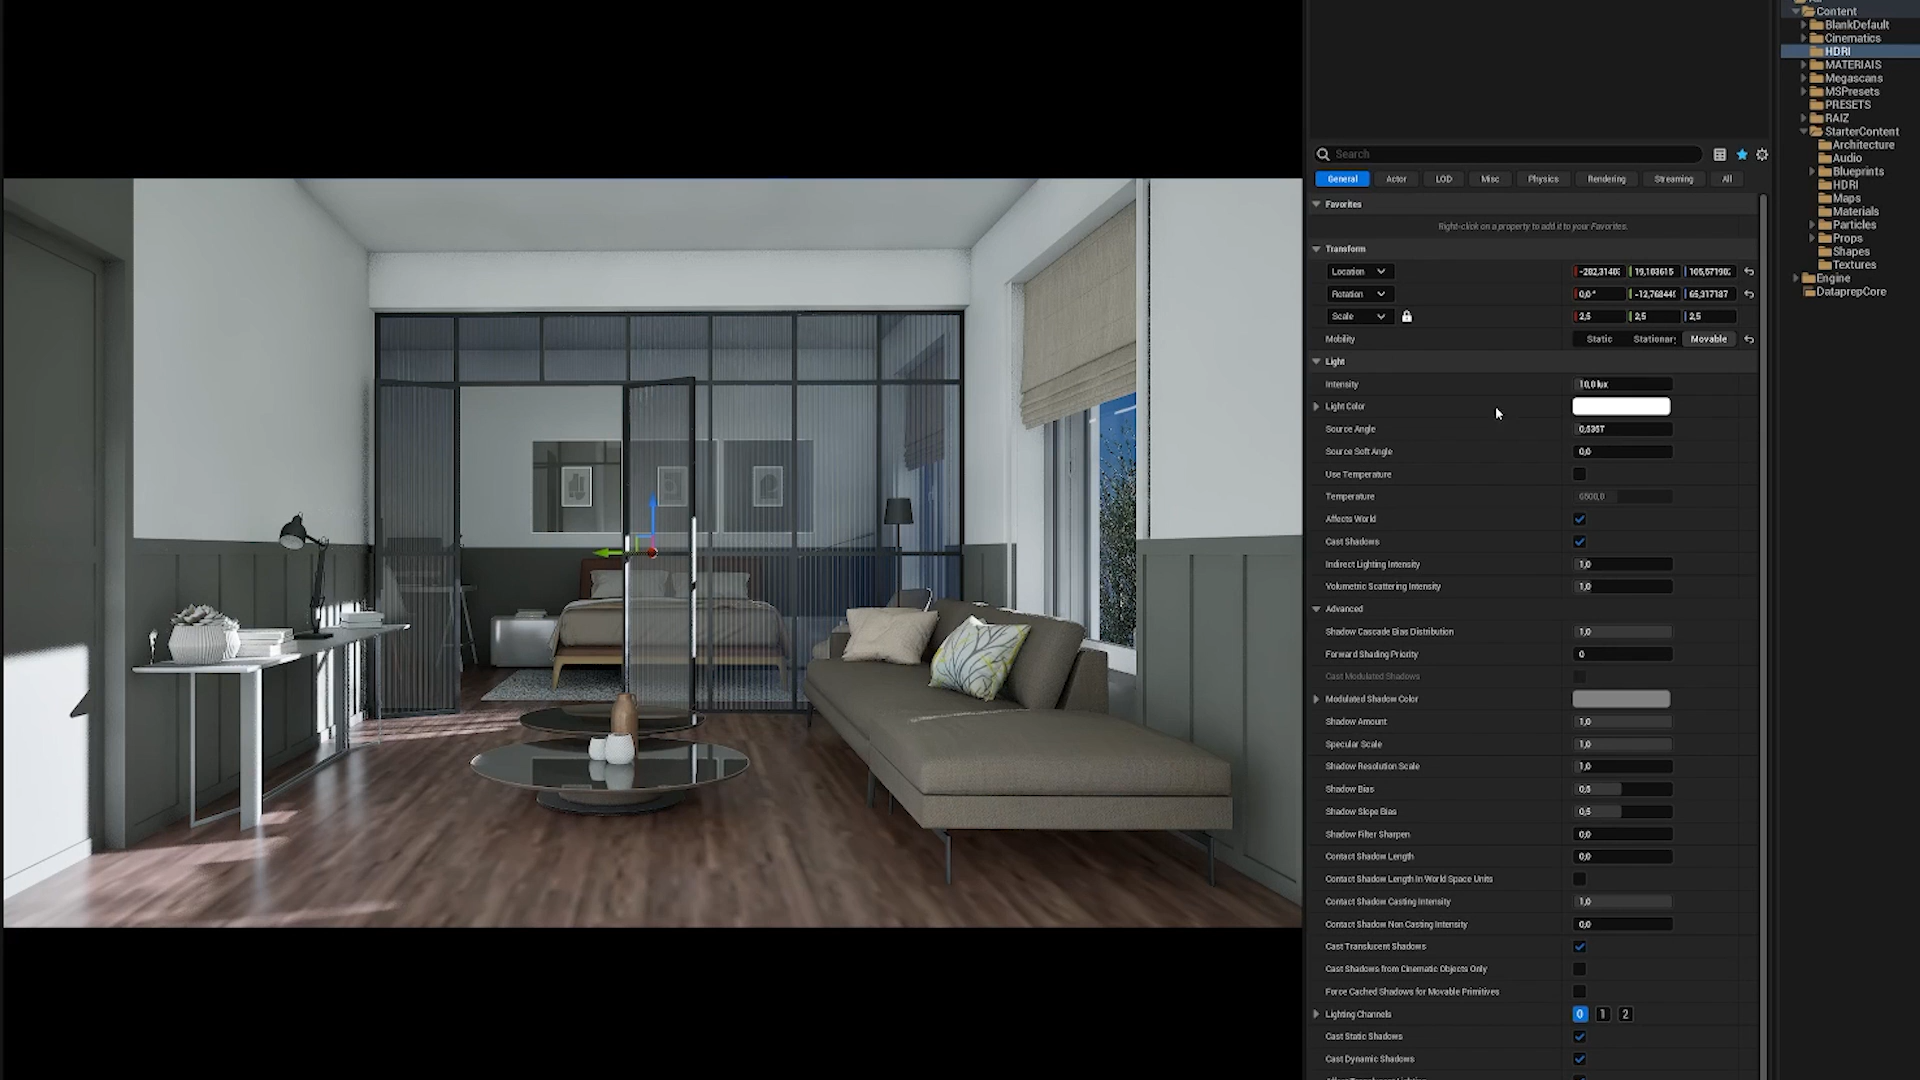 Content
BlankDefault
Cinematics
HDRI
MATERIAIS
Megascans
MSPresets
PRESETS
RAIZ
StarterContent
Architecture
Audio
Blueprints
HDRI
Maps
Materials
Particles
Props
Shapes
Textures
Engine
DataprepCore
Search
General Actor LOD Misc Physics Rendering Streaming All
Favorites
Right-click on a property to add it to your Favorites.
Transform
Location 19,183615
Rotation 0,0° 65,317187
Scale 2,5 2,5 2,5
Mobility Static Stationar Movable
Light
Intensity 10,0 lux
Light Color
Source Angle 0,5357
Source Soft Angle 0,0
Use Temperature
Temperature 6500,0
Affects World
Cast Shadows
Indirect Lighting Intensity 1,0
Volumetric Scattering Intensity 1,0
Advanced
Shadow Cascade Bias Distribution 1,0
Forward Shading Priority 0
Cast Modulated Shadows
Modulated Shadow Color
Shadow Amount 1,0
Specular Scale 1,0
Shadow Resolution Scale 1,0
Shadow Bias 0,5
Shadow Slope Bias 0,5
Shadow Filter Sharpen 0,0
Contact Shadow Length 0,0
Contact Shadow Length In World Space Units
Contact Shadow Casting Intensity 1,0
Contact Shadow Non Casting Intensity 0,0
Cast Translucent Shadows
Cast Shadows from Cinematic Objects Only
Force Cached Shadows for Movable Primitives
Lighting Channels 0 1 2
Cast Static Shadows
Cast Dynamic Shadows